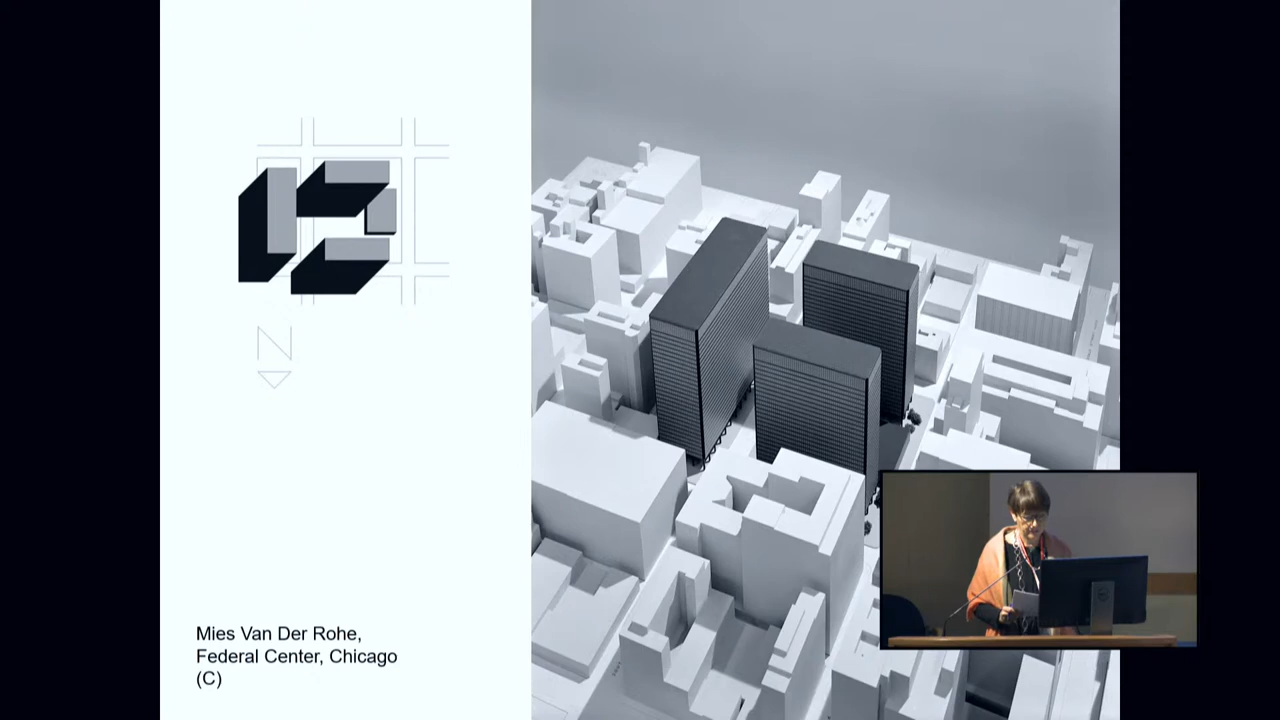 N
Mies Van Der Rohe,
Federal Center, Chicago
(C)